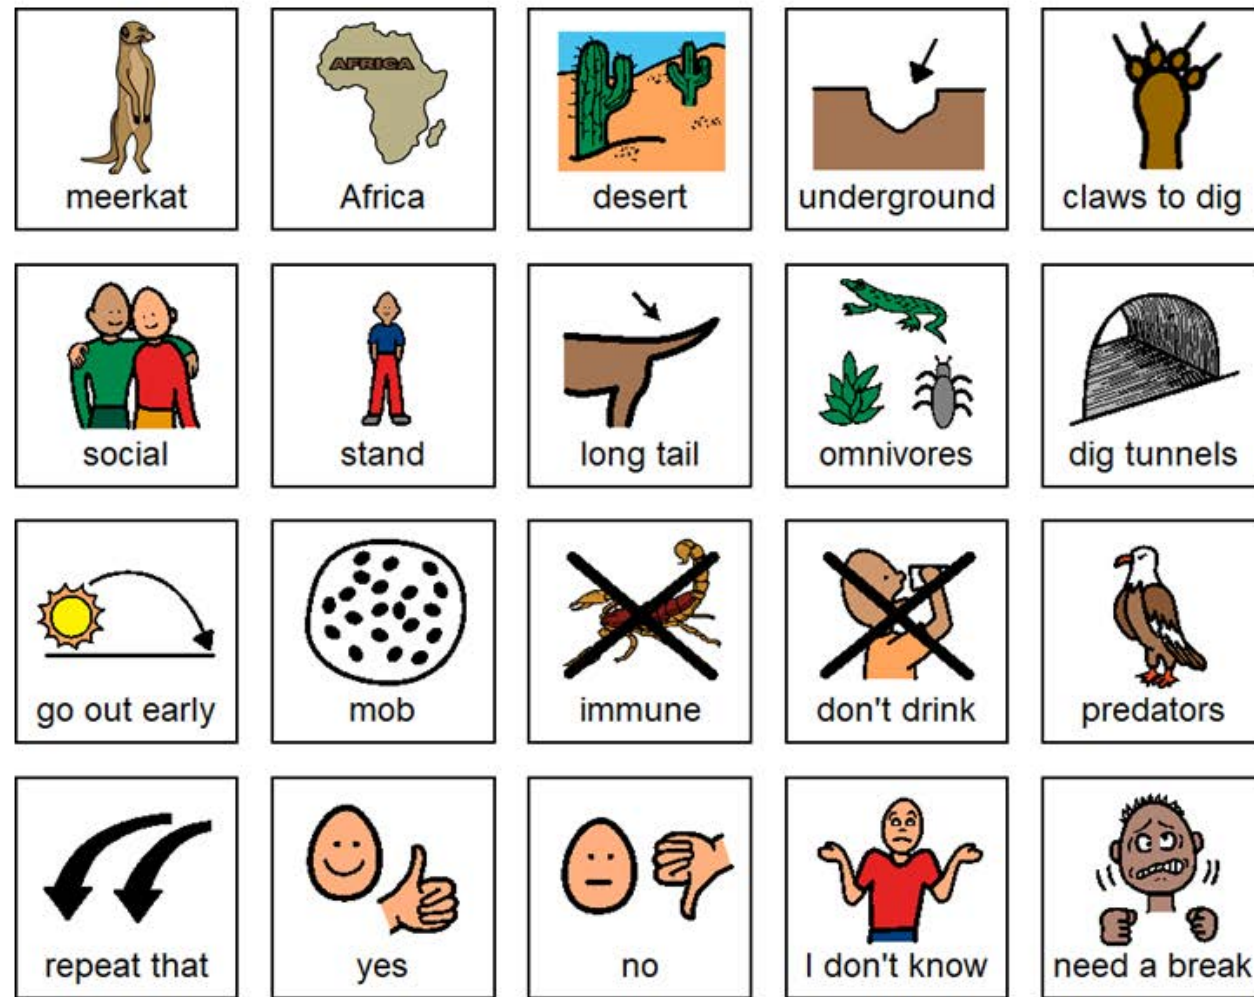 meerkat
AFRICA
Africa
desert
underground
claws to dig
social
stand
long tail
omnivores
dig tunnels
go out early
mob
immune
don't drink
predators
repeat that
yes
no
I don't know
need a break